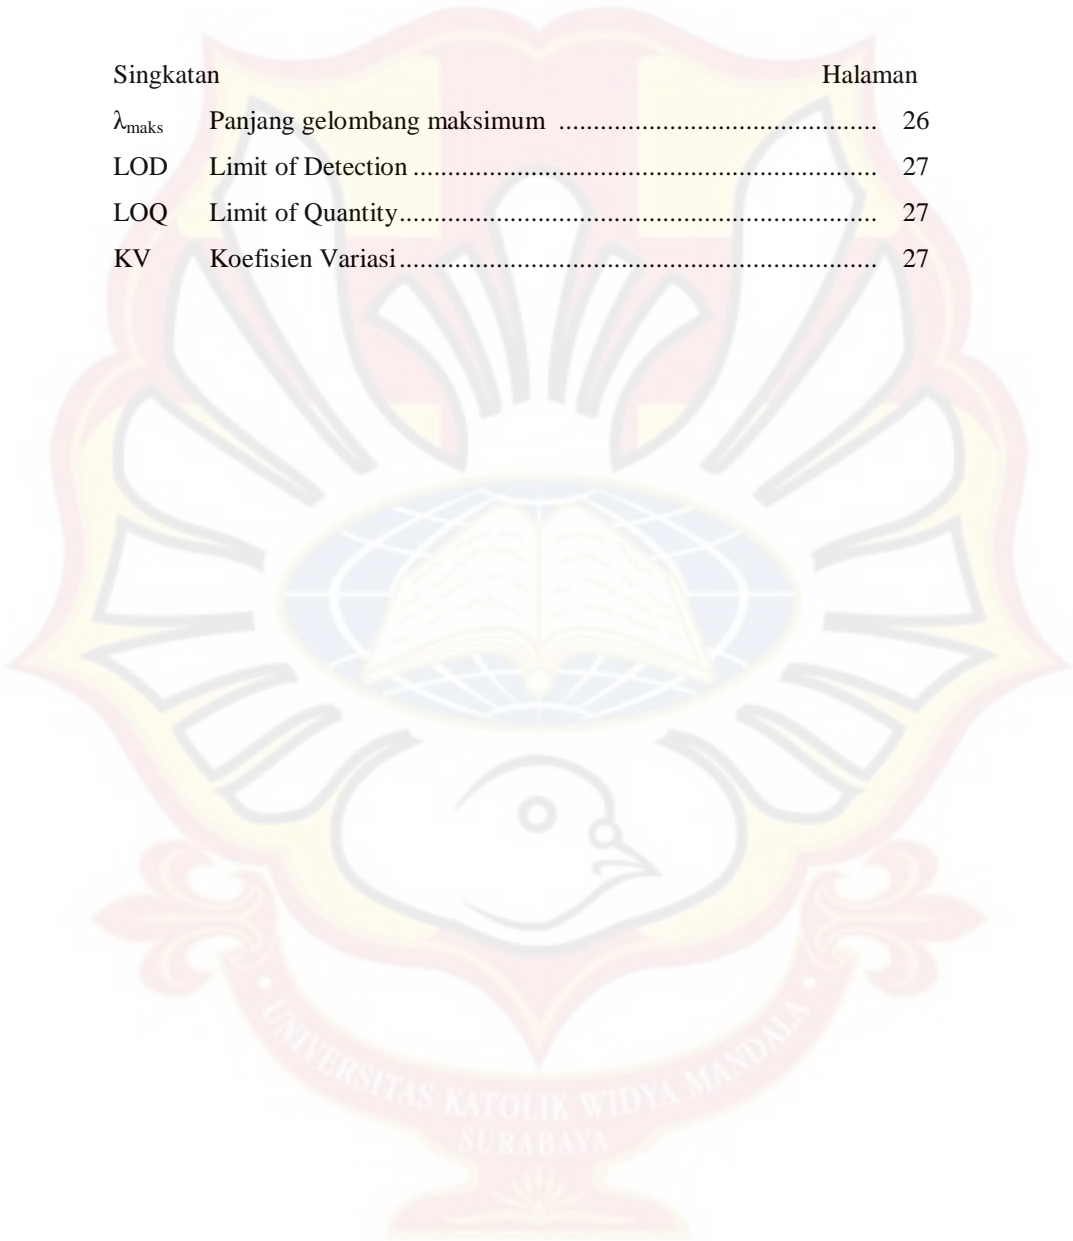 Singkatan Halaman
λmaks Panjang gelombang maksimum .............................................. 26
LOD Limit of Detection ................................................................... 27
LOQ Limit of Quantity..................................................................... 27
KV Koefisien Variasi..................................................................... 27
• UNIVERSITAS KATOLIK WIDYA MANDALA •
SURABAYA